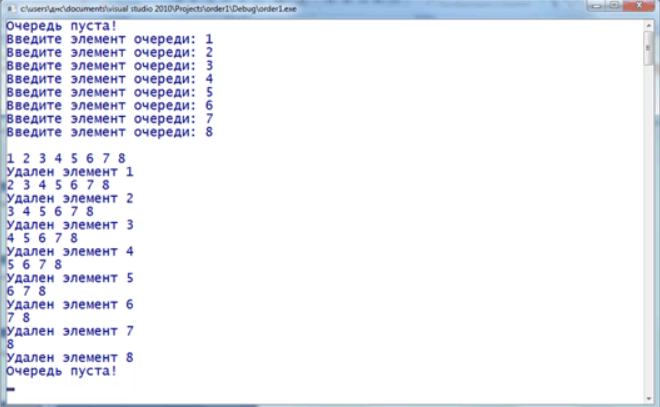 c:\users\днс\documents\visual studio 2010\Projects\order1\Debug\order1.exe
Очередь пуста!
Введите элемент очереди: 1
Введите элемент очереди: 2
Введите элемент очереди: 3
Введите элемент очереди: 4
Введите элемент очереди: 5
Введите элемент очереди: 6
Введите элемент очереди: 7
Введите элемент очереди: 8
1 2 3 4 5 6 7 8
Удален элемент 1
2 3 4 5 6 7 8
Удален элемент 2
3 4 5 6 7 8
Удален элемент 3
4 5 6 7 8
Удален элемент 4
5 6 7 8
Удален элемент 5
6 7 8
Удален элемент 6
7 8
Удален элемент 7
8
Удален элемент 8
Очередь пуста!